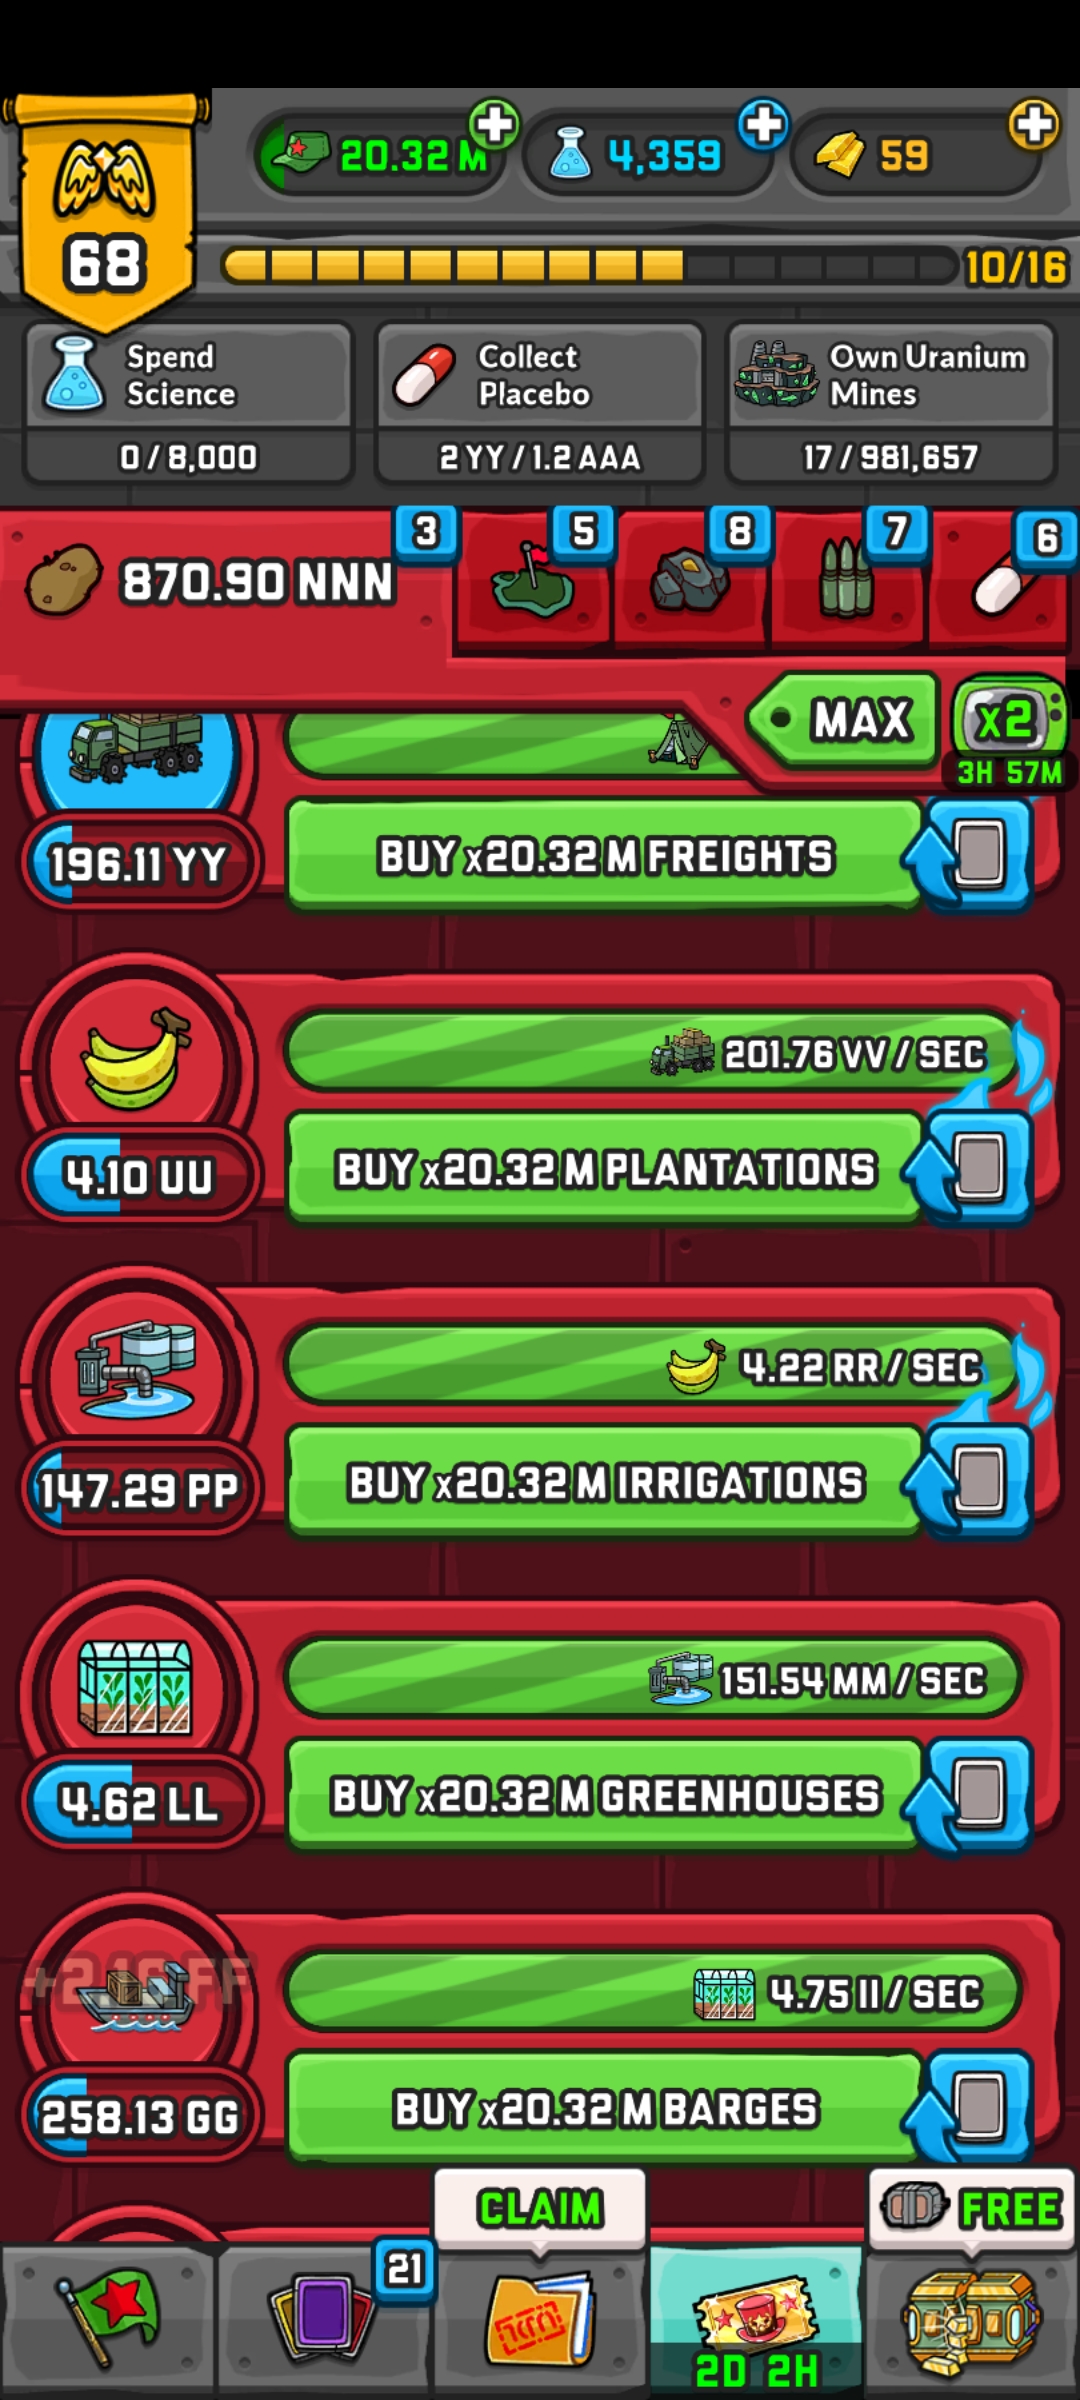 20.32 M
4,359
59
68
10/16
Spend
Science
0 / 8,000
Collect
Placebo
2 YY / 1.2 AAA
Own Uranium
Mines
17 / 981,657
870.90 NNN
3
5
8
7
6
MAX
x2
3H 57M
196.11 YY
BUY x20.32 M FREIGHTS
201.76 VV / SEC
4.10 UU
BUY x20.32 M PLANTATIONS
4.22 RR / SEC
147.29 PP
BUY x20.32 M IRRIGATIONS
151.54 MM / SEC
4.62 LL
BUY x20.32 M GREENHOUSES
4.75 II / SEC
258.13 GG
BUY x20.32 M BARGES
CLAIM
FREE
21
2D 2H